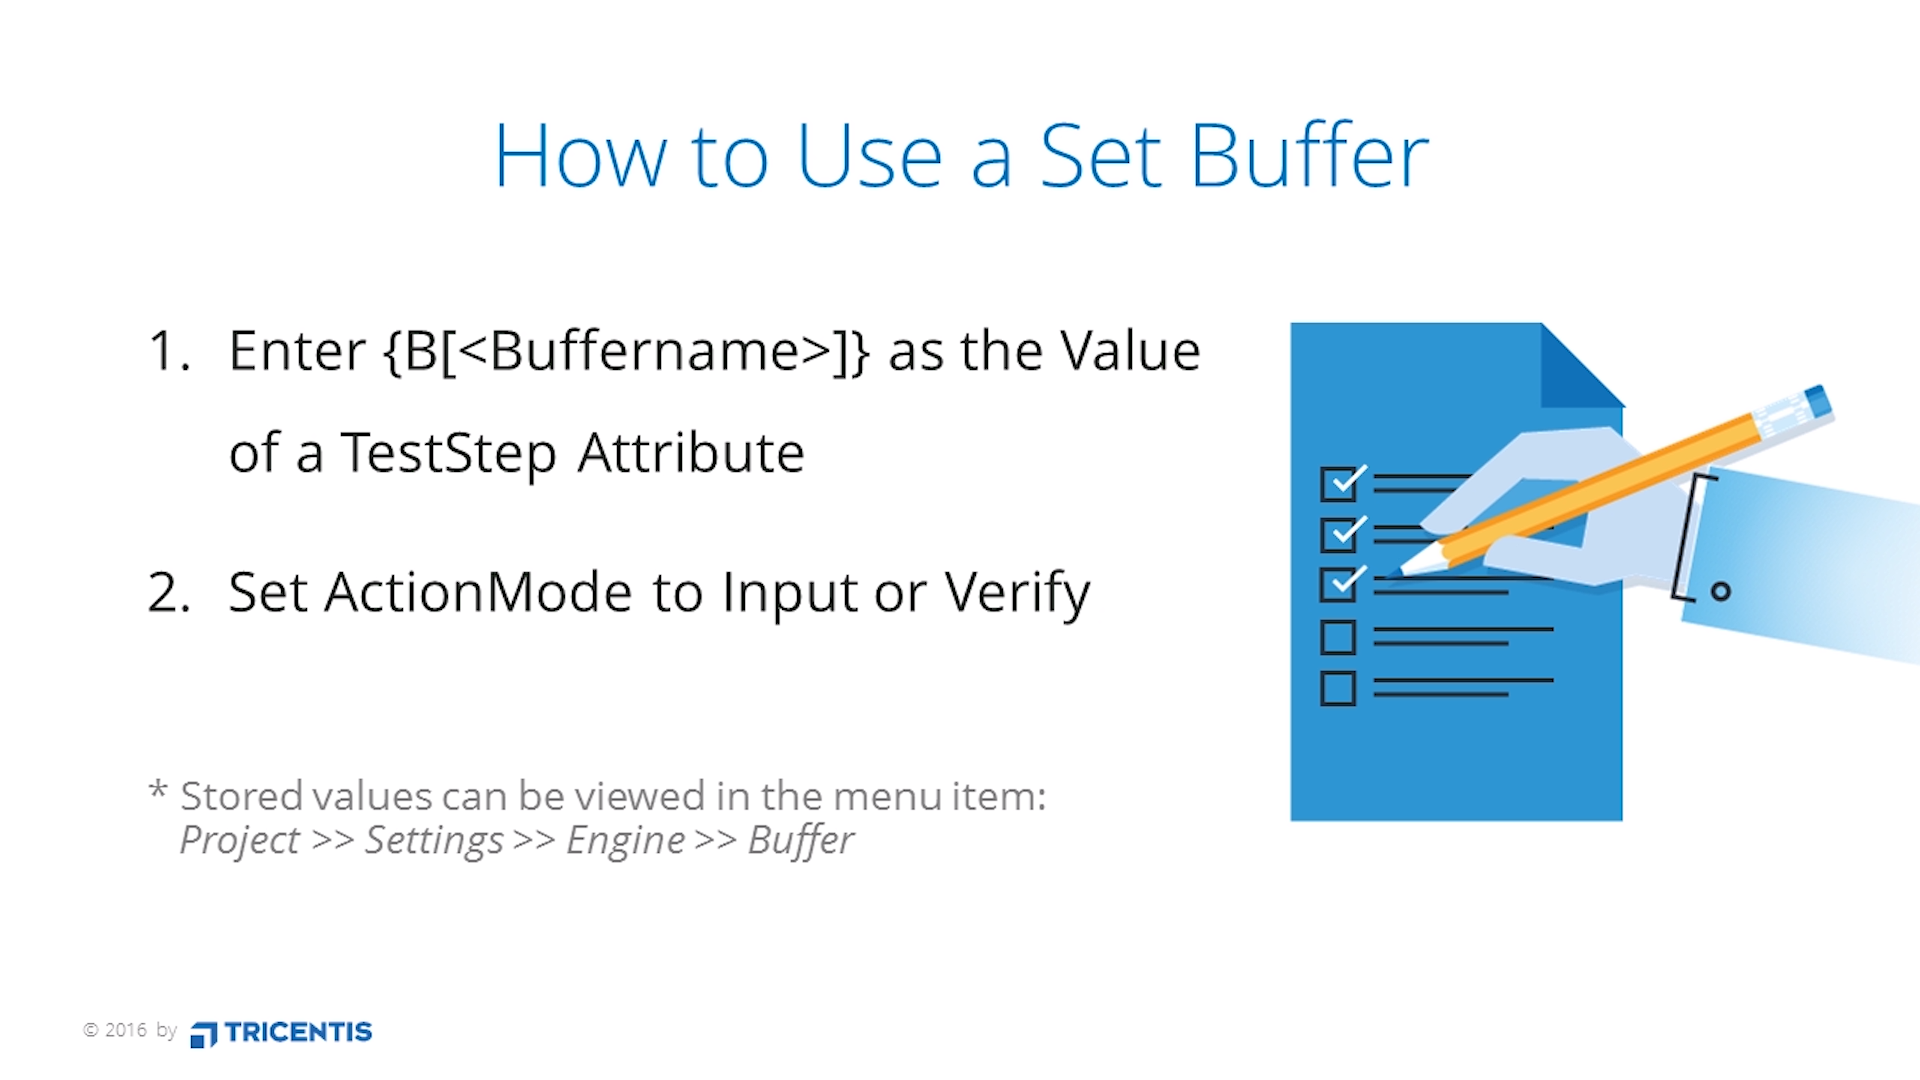 How to Use a Set Buffer
1. Enter {B[<Buffername>]} as the Value
of a TestStep Attribute
2. Set ActionMode to Input or Verify
* Stored values can be viewed in the menu item:
Project >> Settings >> Engine >> Buffer
© 2016 by TRICENTIS